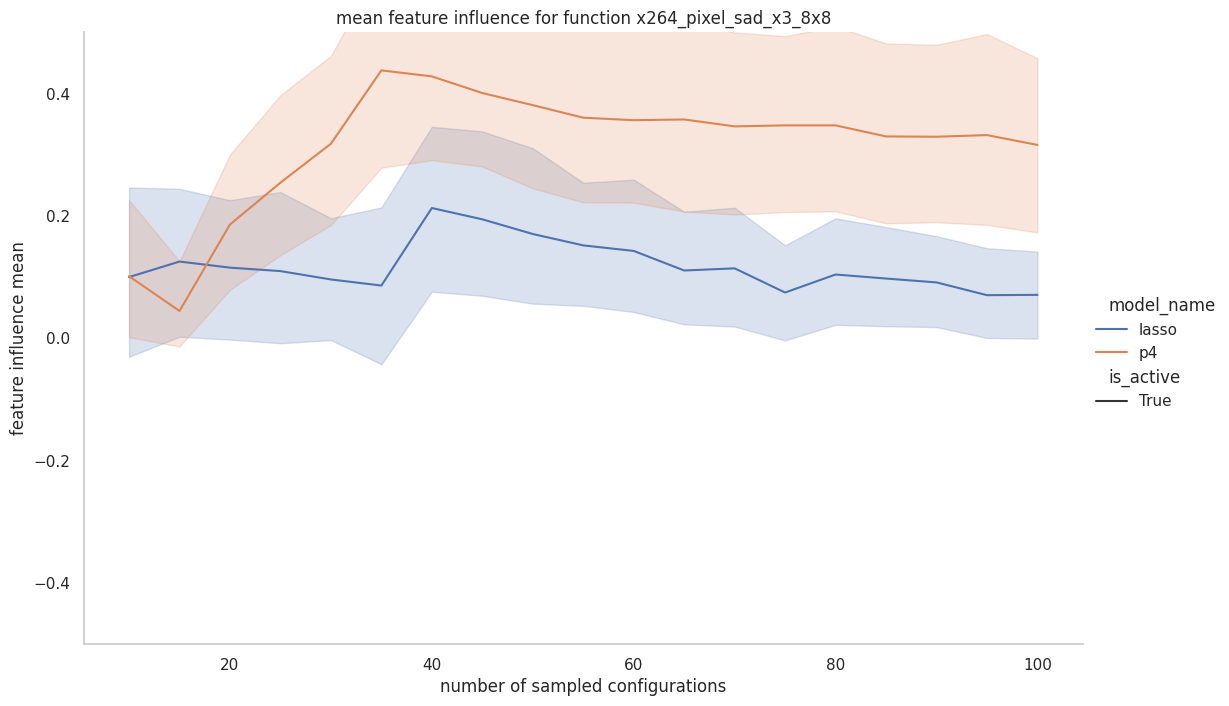 mean feature influence for function x264_pixel_sad_x3_8x8
feature influence mean
0.4
0.2
0.0
−0.2
−0.4
20
40
60
80
100
number of sampled configurations
model_name
lasso
p4
is_active
True